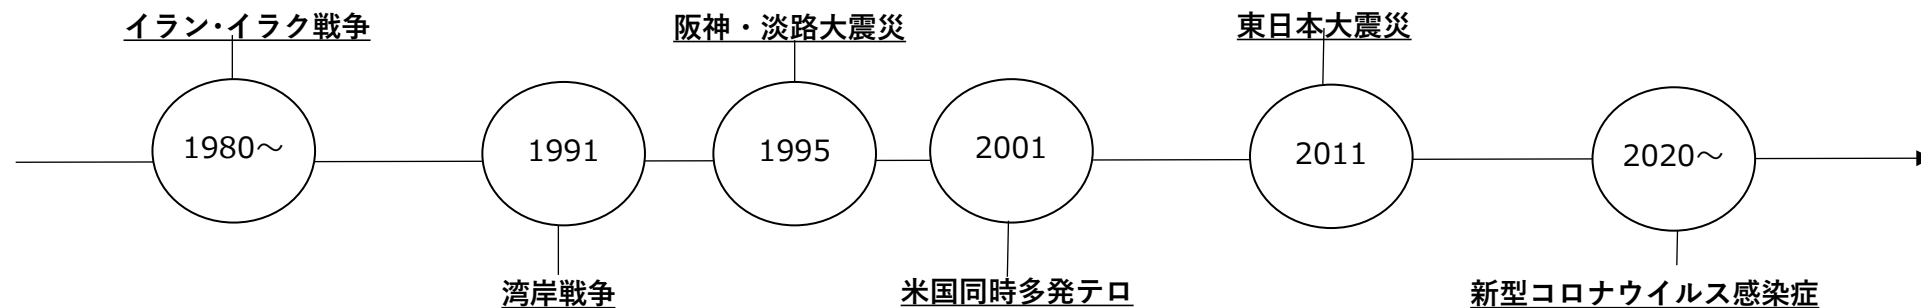 イラン･イラク戦争
阪神・淡路大震災
東日本大震災
1980～
1991
1995
2001
2011
2020～
湾岸戦争
米国同時多発テロ
新型コロナウイルス感染症